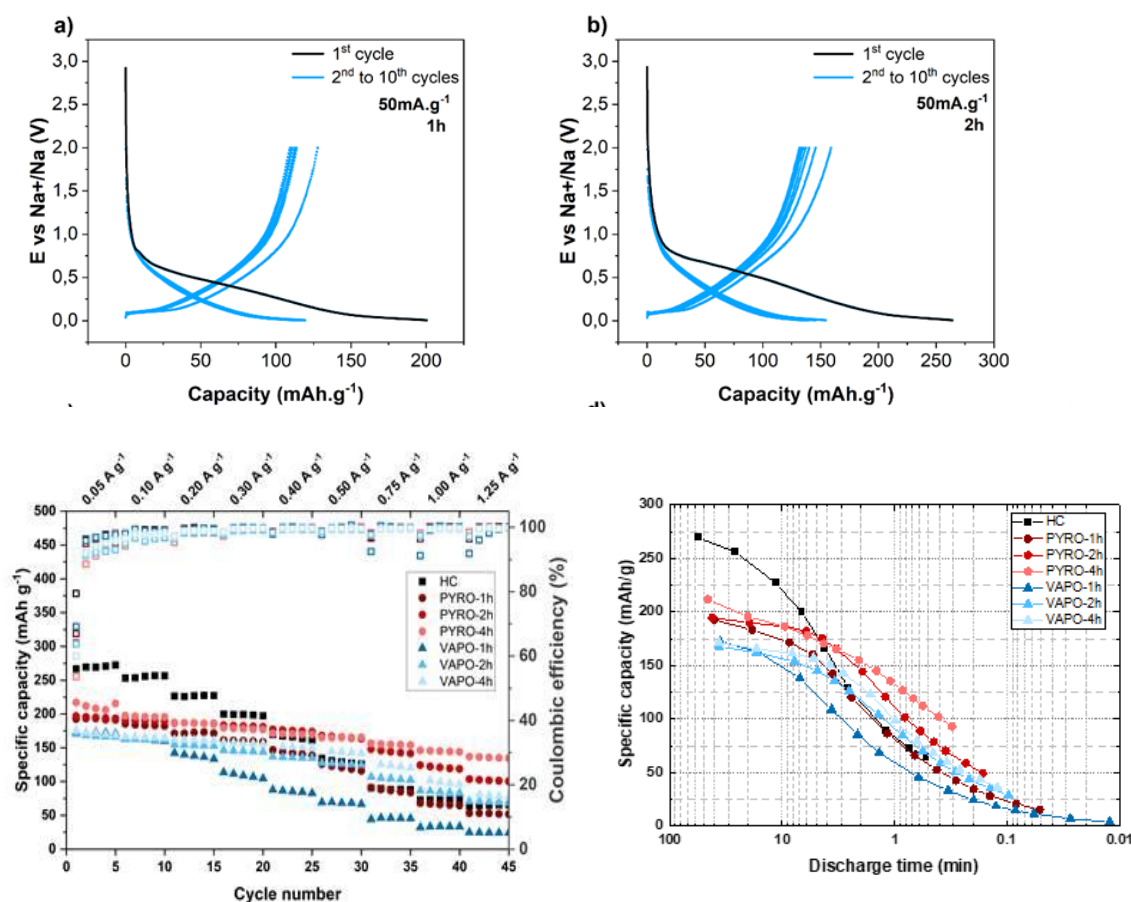 a)
1st cycle
2nd to 10th cycles
50mA.g-1
1h
3,0
2,5
2,0
1,5
1,0
0,5
0,0
E vs Na+/Na (V)
0
50
100
150
200
Capacity (mAh.g-1)
b)
1st cycle
2nd to 10th cycles
50mA.g-1
2h
3,0
2,5
2,0
1,5
1,0
0,5
0,0
E vs Na+/Na (V)
0
50
100
150
200
250
300
Capacity (mAh.g-1)
0.05 A g-1
0.10 A g-1
0.20 A g-1
0.30 A g-1
0.40 A g-1
0.50 A g-1
0.75 A g-1
1.00 A g-1
1.25 A g-1
500
450
400
350
300
250
200
150
100
50
0
Specific capacity (mAh g-1)
HC
PYRO-1h
PYRO-2h
PYRO-4h
VAPO-1h
VAPO-2h
VAPO-4h
100
80
60
40
20
0
Coulombic efficiency (%)
0
5
10
15
20
25
30
35
40
45
Cycle number
300
250
200
150
100
50
0
Specific capacity (mAh/g)
HC
PYRO-1h
PYRO-2h
PYRO-4h
VAPO-1h
VAPO-2h
VAPO-4h
100
10
1
0.1
0.01
Discharge time (min)